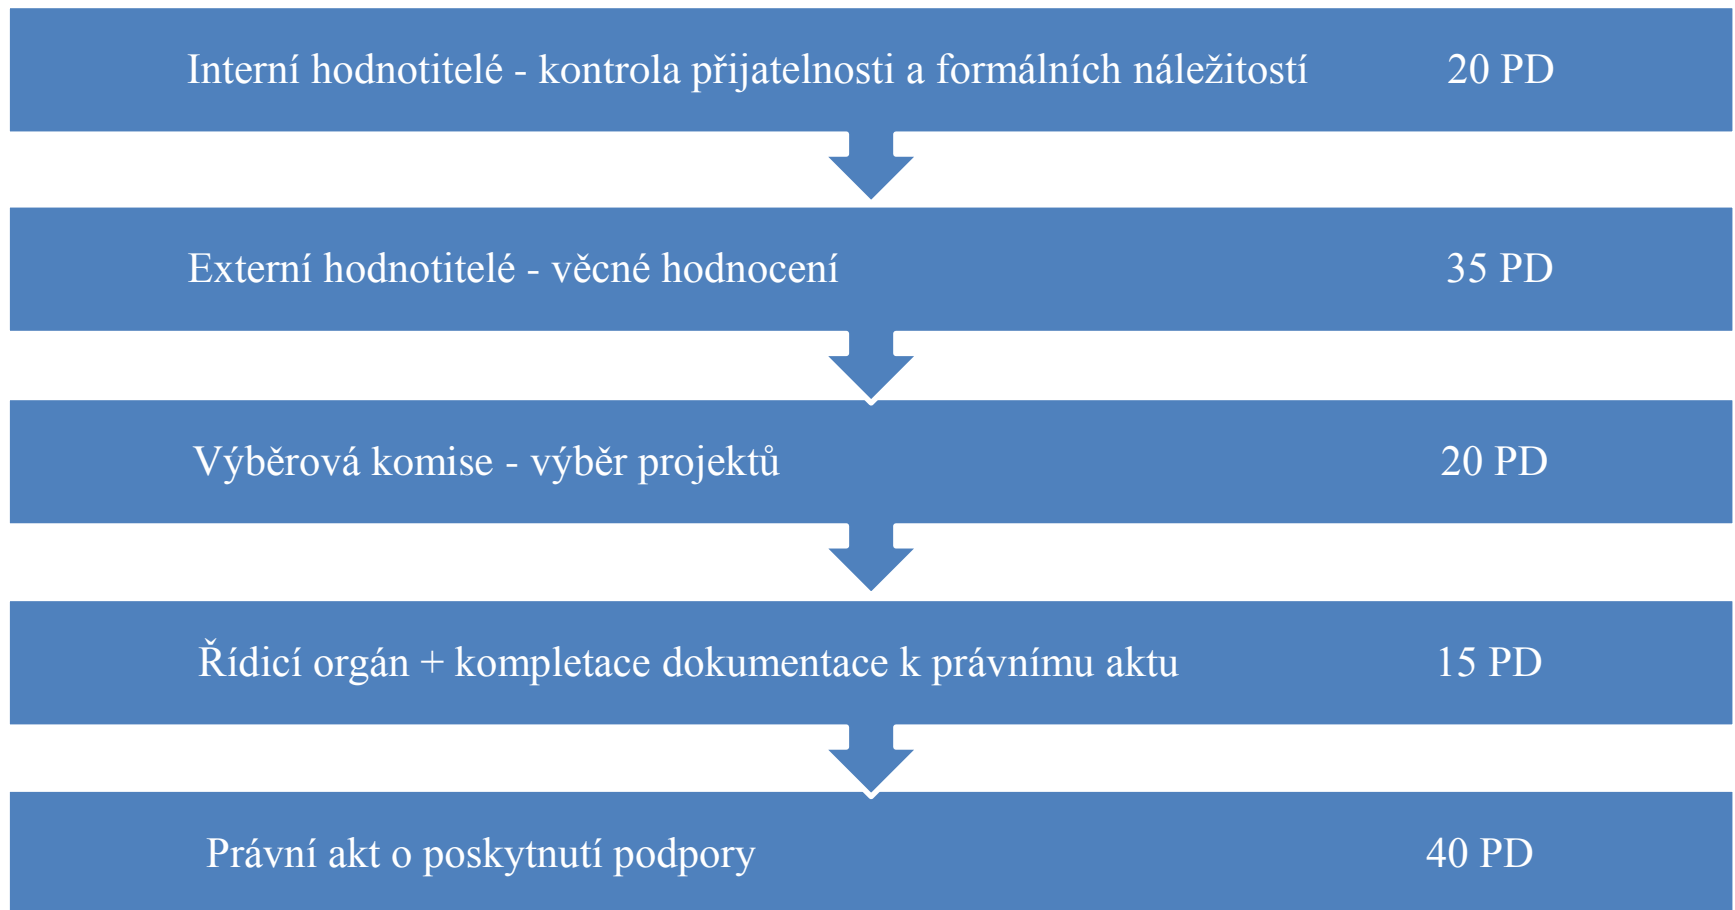 Interní hodnotitelé - kontrola přijatelnosti a formálních náležitostí 20 PD
Externí hodnotitelé - věcné hodnocení 35 PD
Výběrová komise - výběr projektů 20 PD
Řídicí orgán + kompletace dokumentace k právnímu aktu 15 PD
Právní akt o poskytnutí podpory 40 PD